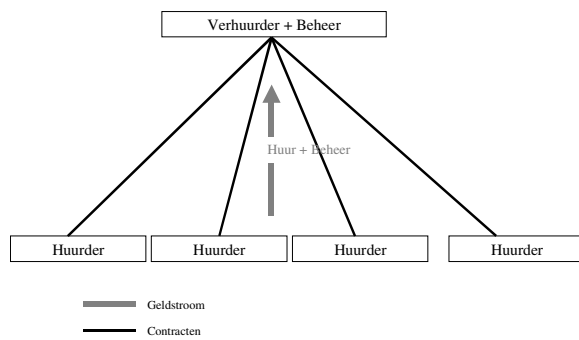 Verhuurder + Beheer
Huur + Beheer
Huurder Huurder Huurder Huurder
Geldstroom
Contracten